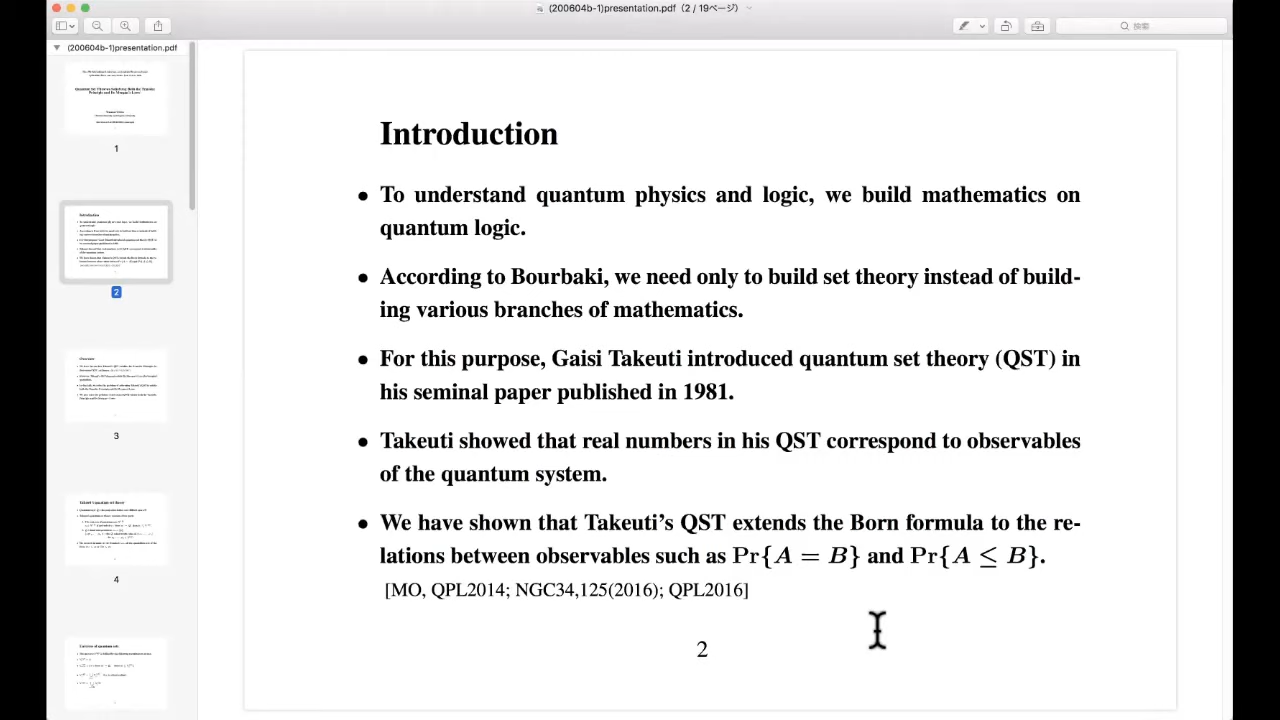 (200604b-1)presentation.pdf（2 / 19ページ）
検索
(200604b-1)presentation.pdf
1
2
3
4
Introduction
• To understand quantum physics and logic, we build mathematics on
quantum logic.
• According to Bourbaki, we need only to build set theory instead of build-
ing various branches of mathematics.
• For this purpose, Gaisi Takeuti introduced quantum set theory (QST) in
his seminal paper published in 1981.
• Takeuti showed that real numbers in his QST correspond to observables
of the quantum system.
• We have shown that Takeuti's QST extends the Born formula to the re-
lations between observables such as Pr{A = B} and Pr{A ≤ B}.
[MO, QPL2014; NGC34,125(2016); QPL2016]
2